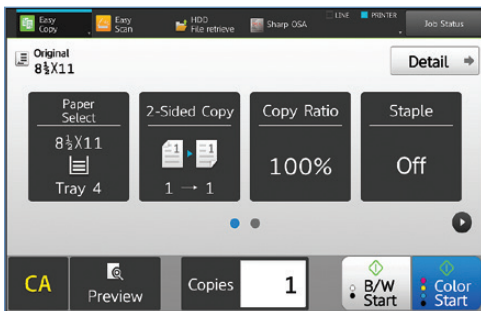 Easy Copy
Easy Scan
HDD File retrieve
Sharp OSA
LINE
PRINTER
Job Status
Original
8½X11
Detail
Paper Select
8½X11
Tray 4
2-Sided Copy
1 1
1 → 1
Copy Ratio
100%
Staple
Off
CA
Preview
Copies
1
B/W Start
Color Start